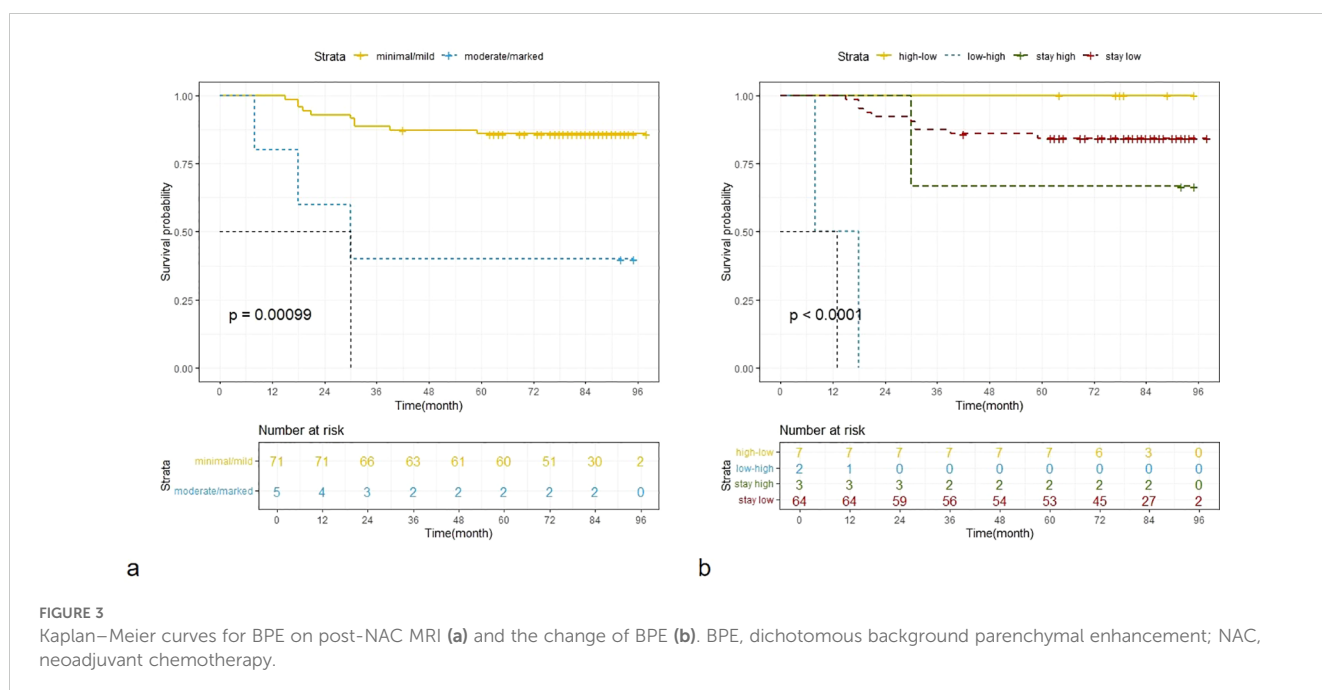 Strata minimal/mild moderate/marked
1.00
0.75
0.50
0.25
0.00
Survival probability
p = 0.00099
0 12 24 36 48 60 72 84 96
Time(month)
Number at risk
Strata
minimal/mild 71 71 66 63 61 60 51 30 2
moderate/marked 5 4 3 2 2 2 2 2 0
0 12 24 36 48 60 72 84 96
Time(month)
a
Strata high-low low-high stay high stay low
1.00
0.75
0.50
0.25
0.00
Survival probability
p < 0.0001
0 12 24 36 48 60 72 84 96
Time(month)
Number at risk
Strata
high-low 7 7 7 7 7 7 6 3 0
low-high 2 1 0 0 0 0 0 0 0
stay high 3 3 3 2 2 2 2 2 0
stay low 64 64 59 56 54 53 45 27 2
0 12 24 36 48 60 72 84 96
Time(month)
b
FIGURE 3
Kaplan–Meier curves for BPE on post-NAC MRI (a) and the change of BPE (b). BPE, dichotomous background parenchymal enhancement; NAC,
neoadjuvant chemotherapy.